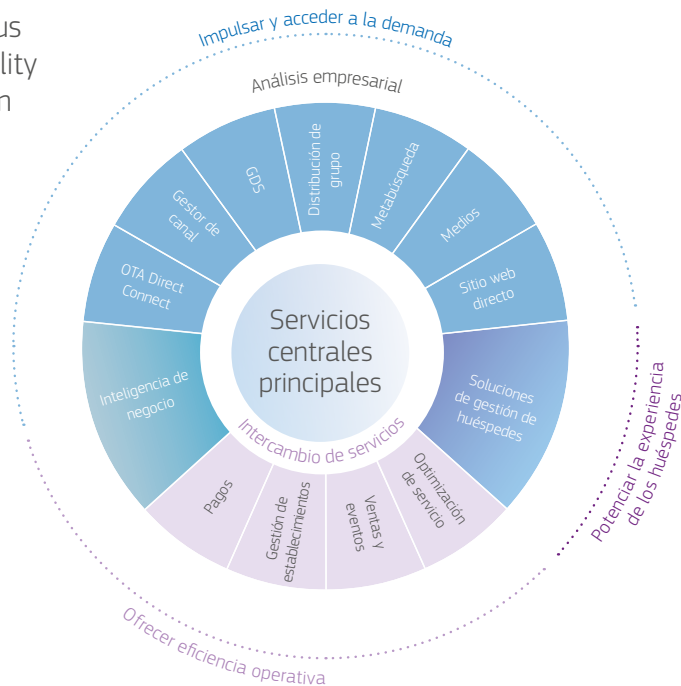 us
lity
n
Impulsar y acceder a la demanda
Análisis empresarial
OTA Direct
Connect
Gestor de
canal
GDS
Distribución de
grupo
Metabúsqueda
Medios
Sitio web
directo
Servicios
centrales
principales
Intercambio de servicios
Inteligencia de
negocio
Soluciones
de gestión de
huéspedes
Pagos
Gestión de
establecimientos
Ventas y
eventos
Optimización
de servicio
Potenciar la experiencia
de los huéspedes
Ofrecer eficiencia operativa